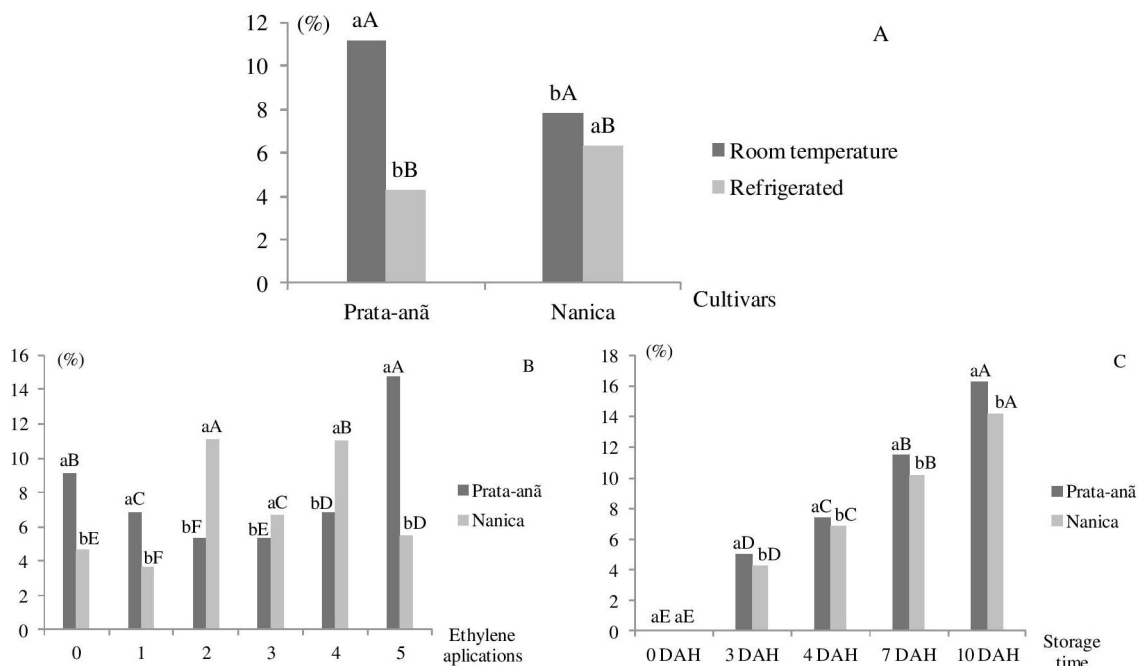 (%)
A
12
10
8
6
4
2
0
aA
bB
bA
aB
Room temperature
Refrigerated
Prata-anã
Nanica
Cultivars
(%)
B
16
14
12
10
8
6
4
2
0
aB
bE
aC
bF
bF
aA
bE
aC
bD
aB
aA
bD
Prata-anã
Nanica
0 1 2 3 4 5
Ethylene
aplications
(%)
C
18
16
14
12
10
8
6
4
2
0
aE aE
aD
bD
aC
bC
aB
bB
aA
bA
Prata-anã
Nanica
0 DAH 3 DAH 4 DAH 7 DAH 10 DAH
Storage
time